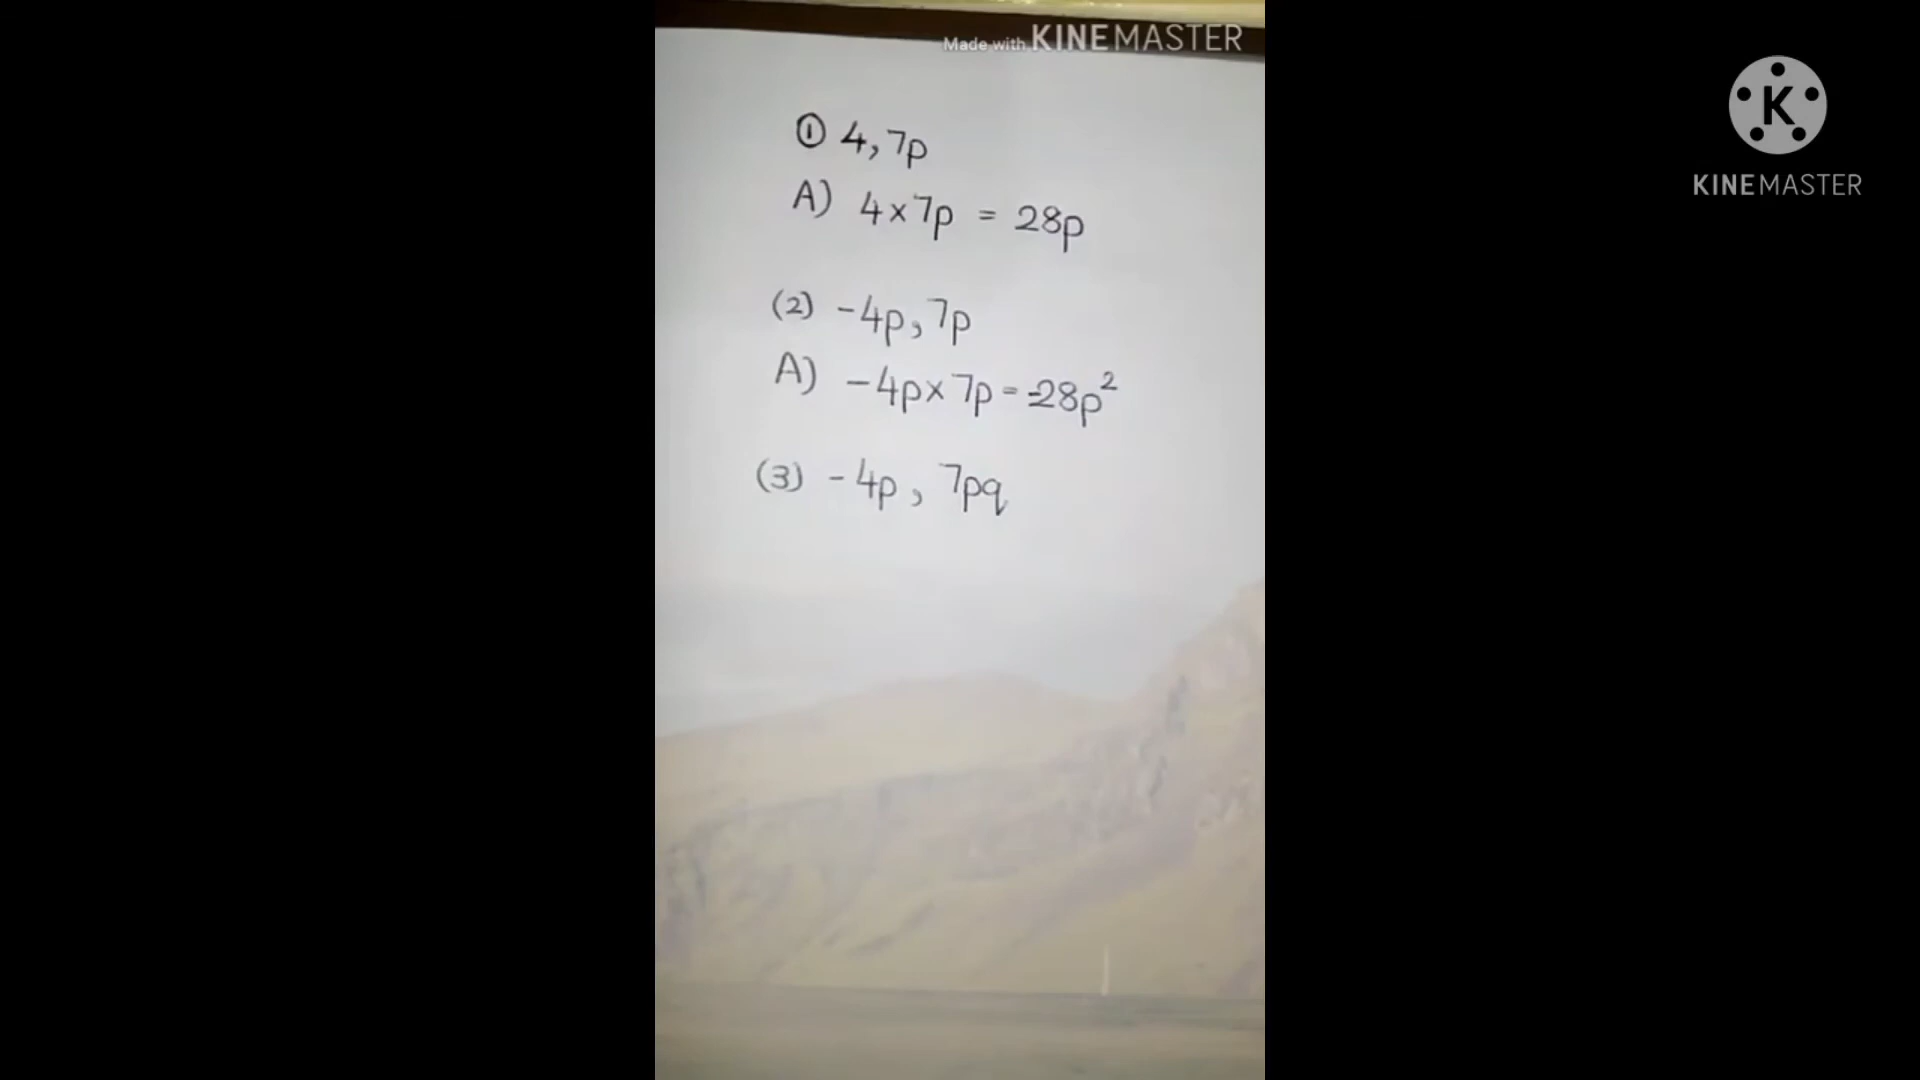 Made with KINEMASTER
K
KINEMASTER
① 4, 7p
A) 4 × 7p = 28p
(2) -4p, 7p
A) -4p × 7p = -28p²
(3) -4p, 7pq